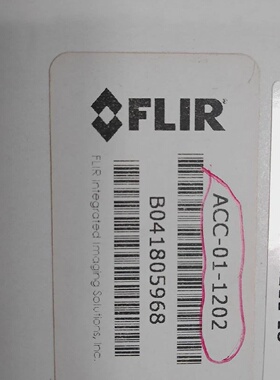 FLIR
ACC-01-1202
B041805968
FLIR Integrated Imaging Solutions, Inc.